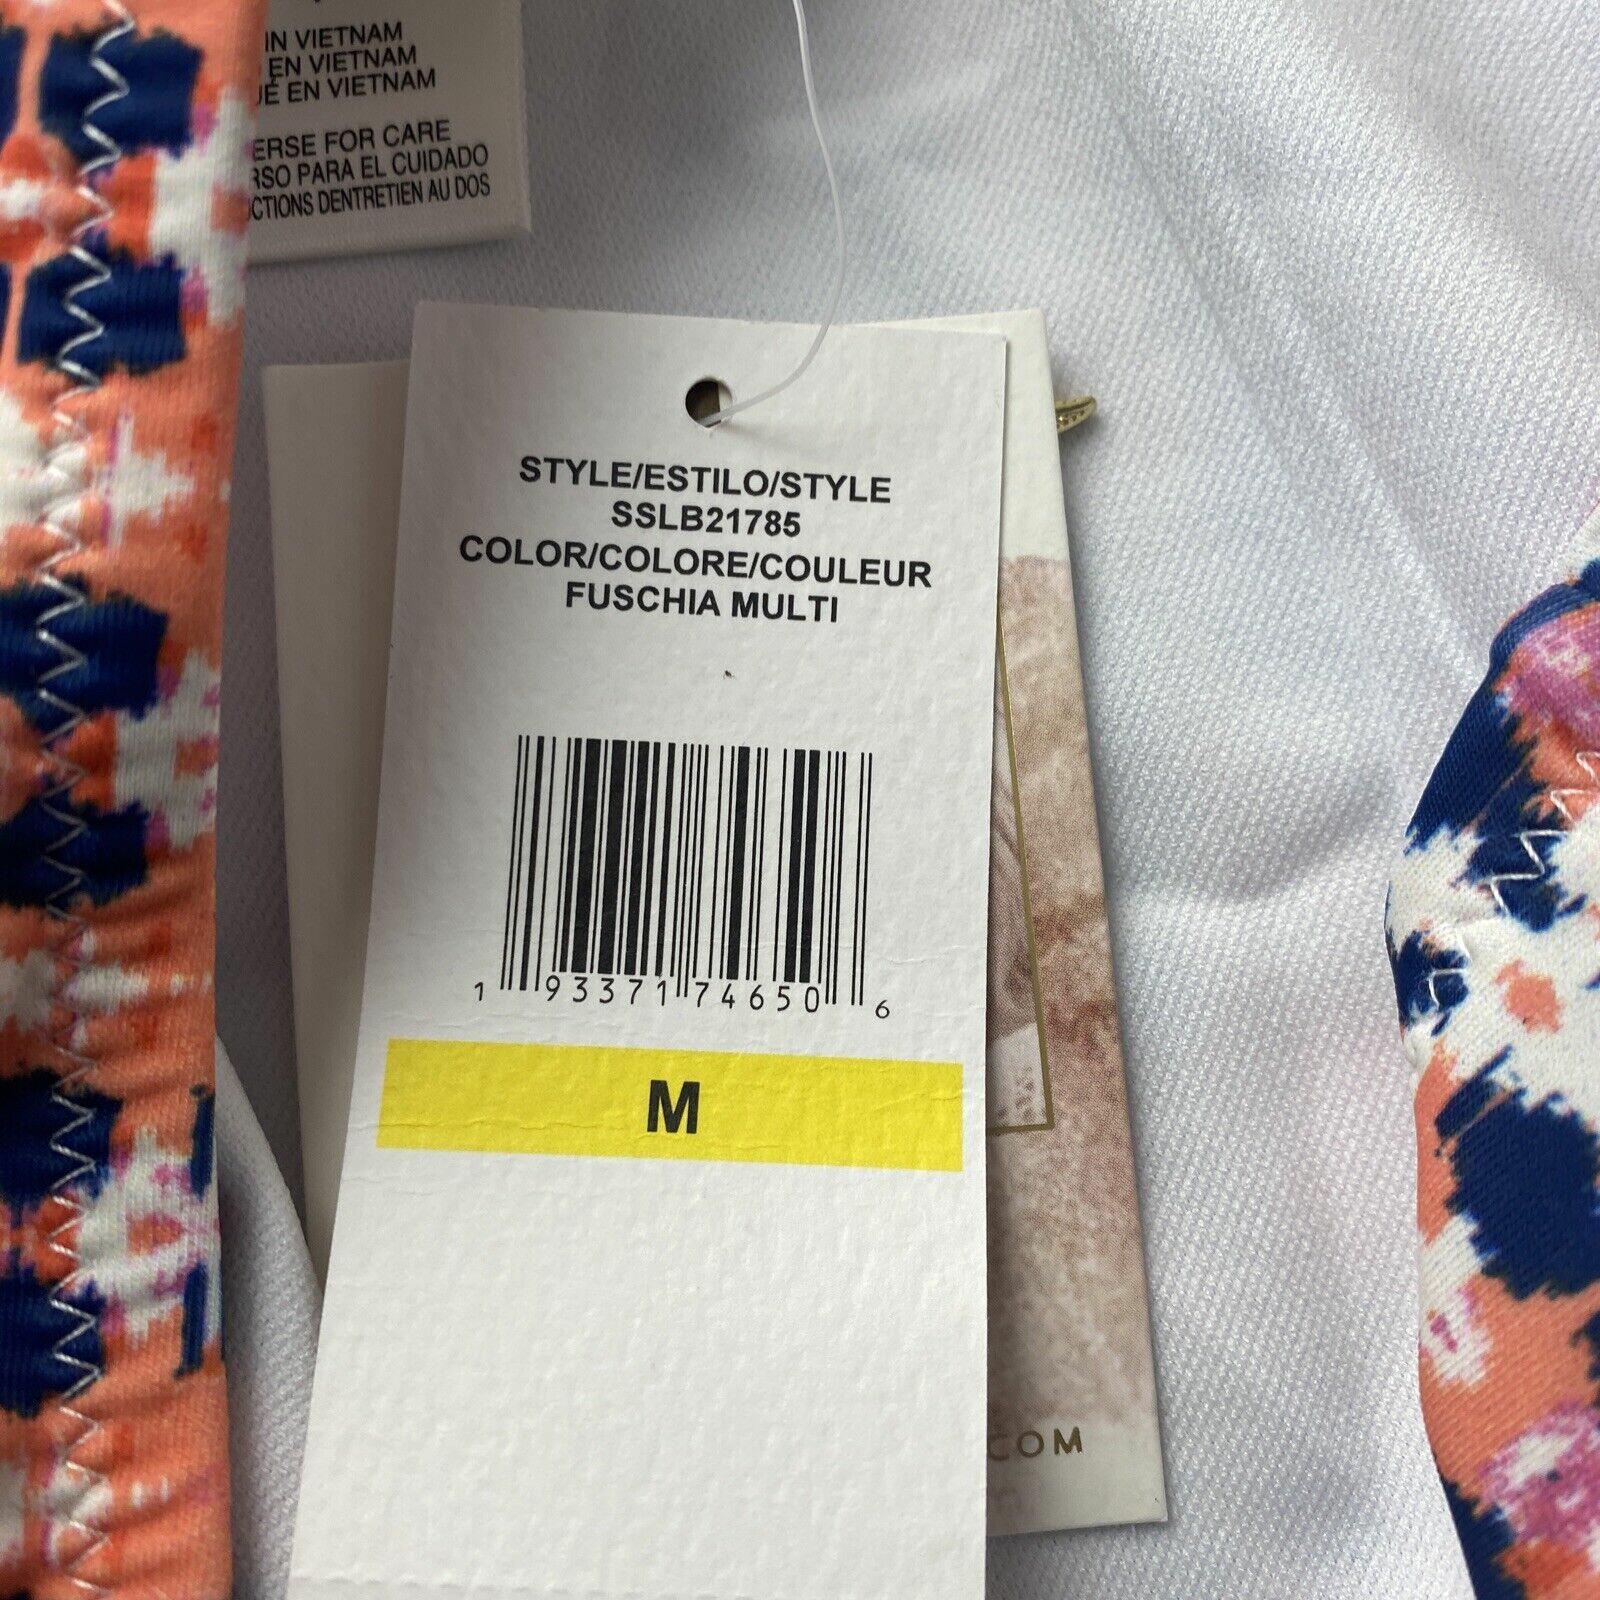 IN VIETNAM
EN VIETNAM
UÉ EN VIETNAM
ERSE FOR CARE
RSO PARA EL CUIDADO
CTIONS DENTRETIEN AU DOS
STYLE/ESTILO/STYLE
SSLB21785
COLOR/COLORE/COULEUR
FUSCHIA MULTI
1 93371 74650 6
M
COM